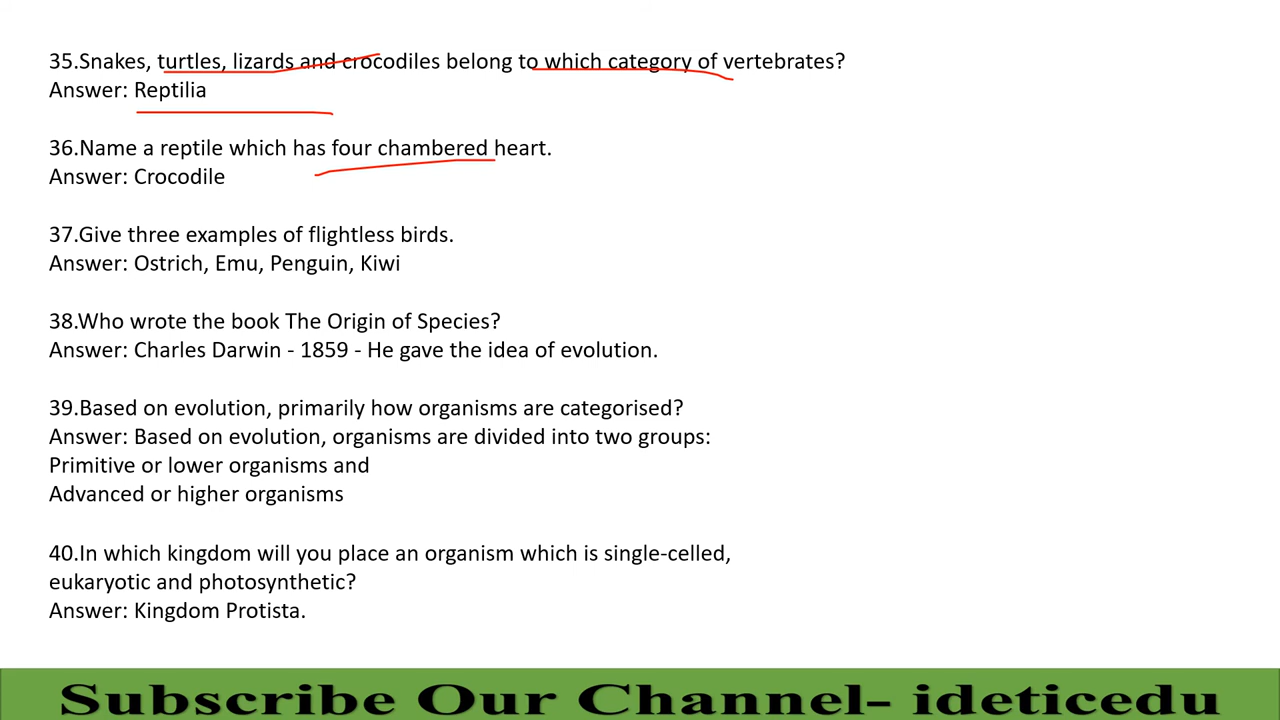 35.Snakes, turtles, lizards and crocodiles belong to which category of vertebrates?
Answer: Reptilia
36.Name a reptile which has four chambered heart.
Answer: Crocodile
37.Give three examples of flightless birds.
Answer: Ostrich, Emu, Penguin, Kiwi
38.Who wrote the book The Origin of Species?
Answer: Charles Darwin - 1859 - He gave the idea of evolution.
39.Based on evolution, primarily how organisms are categorised?
Answer: Based on evolution, organisms are divided into two groups:
Primitive or lower organisms and
Advanced or higher organisms
40.In which kingdom will you place an organism which is single-celled,
eukaryotic and photosynthetic?
Answer: Kingdom Protista.
Subscribe Our Channel- ideticedu